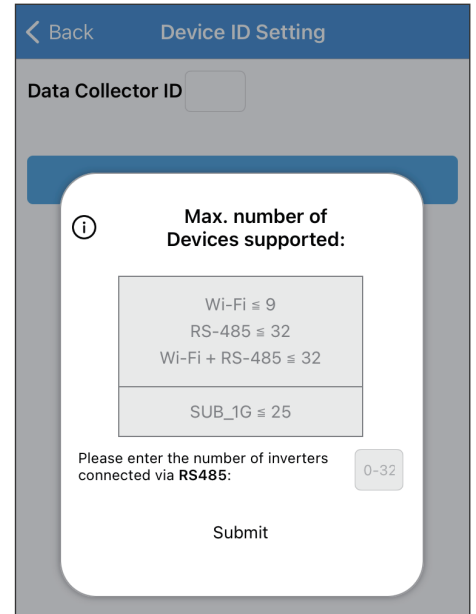 Back
Device ID Setting
Data Collector ID
Max. number of
Devices supported:
Wi-Fi ≦ 9
RS-485 ≦ 32
Wi-Fi + RS-485 ≦ 32
SUB_1G ≦ 25
Please enter the number of inverters
connected via RS485:
0-32
Submit